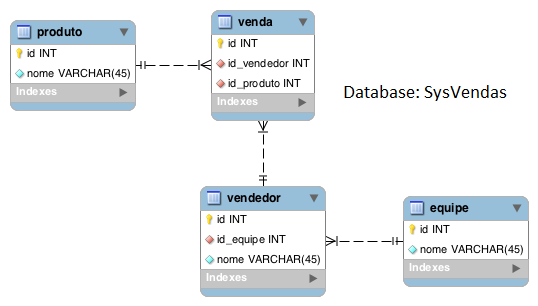 produto
id INT
nome VARCHAR(45)
Indexes
venda
id INT
id_vendedor INT
id_produto INT
Indexes
Database: SysVendas
vendedor
id INT
id_equipe INT
nome VARCHAR(45)
Indexes
equipe
id INT
nome VARCHAR(45)
Indexes